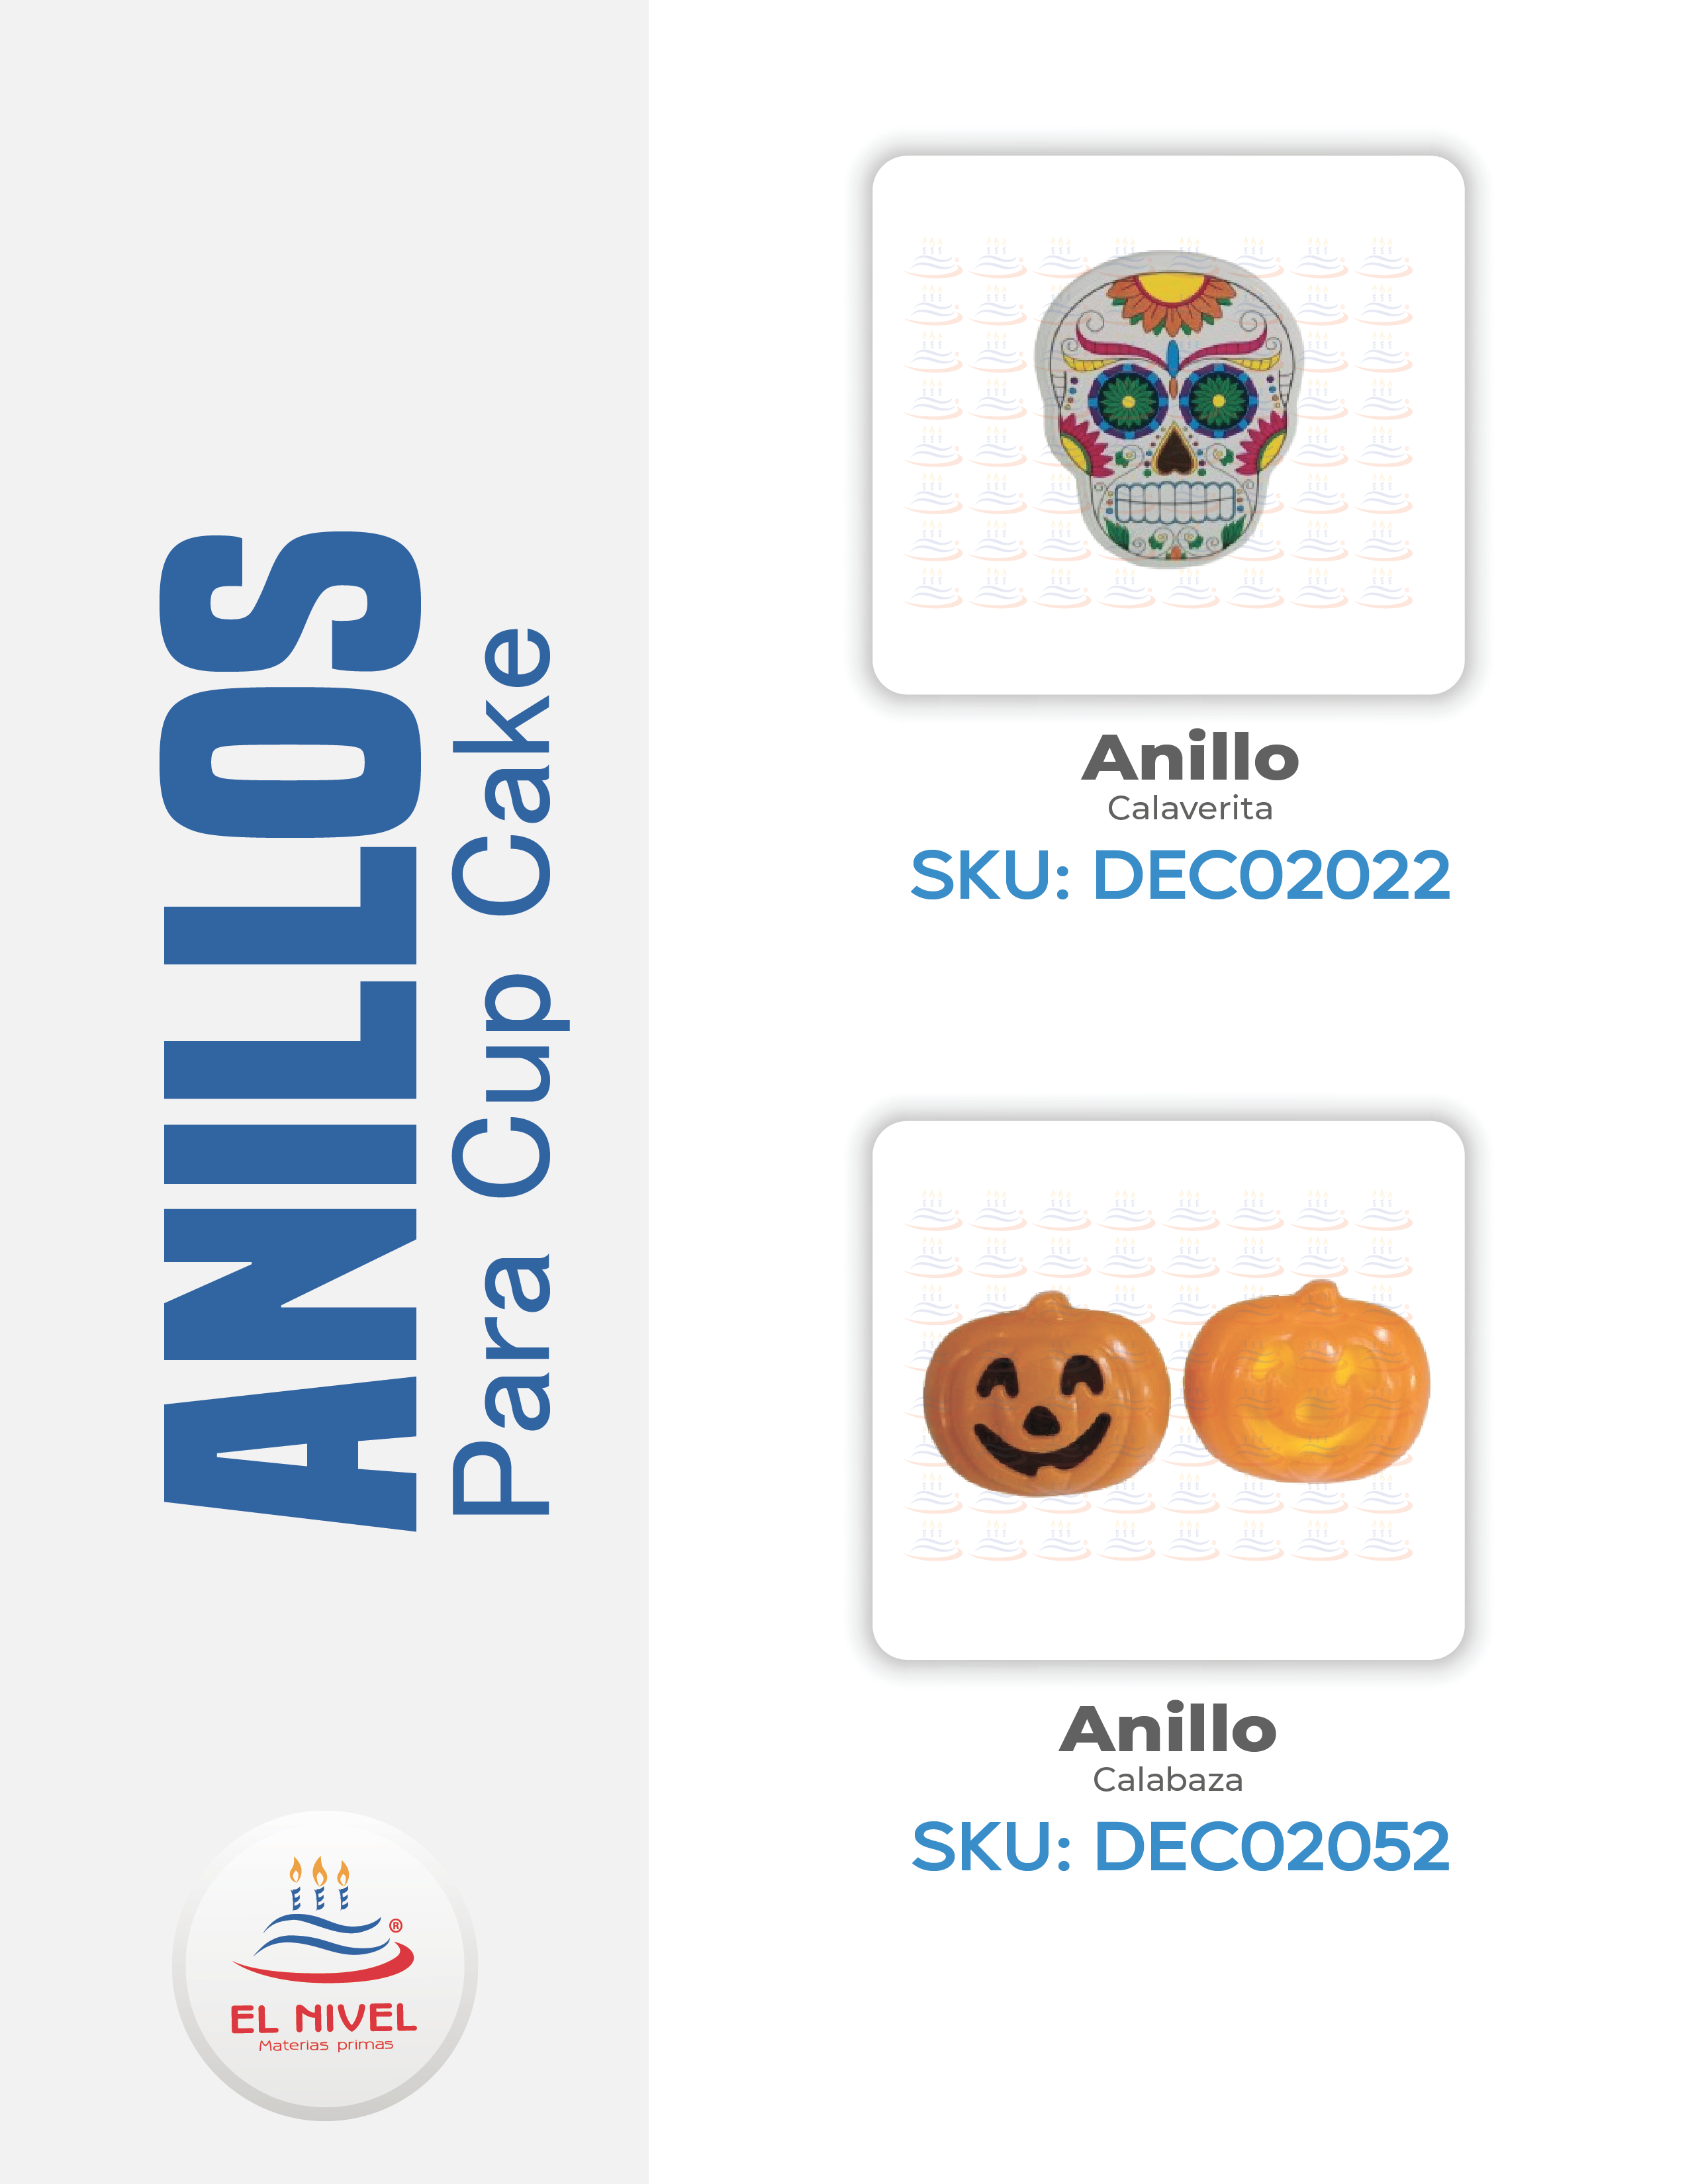 ANILLOS
Para Cup Cake
Anillo
Calaverita
SKU: DEC02022
Anillo
Calabaza
SKU: DEC02052
®
EL NIVEL
Materias primas